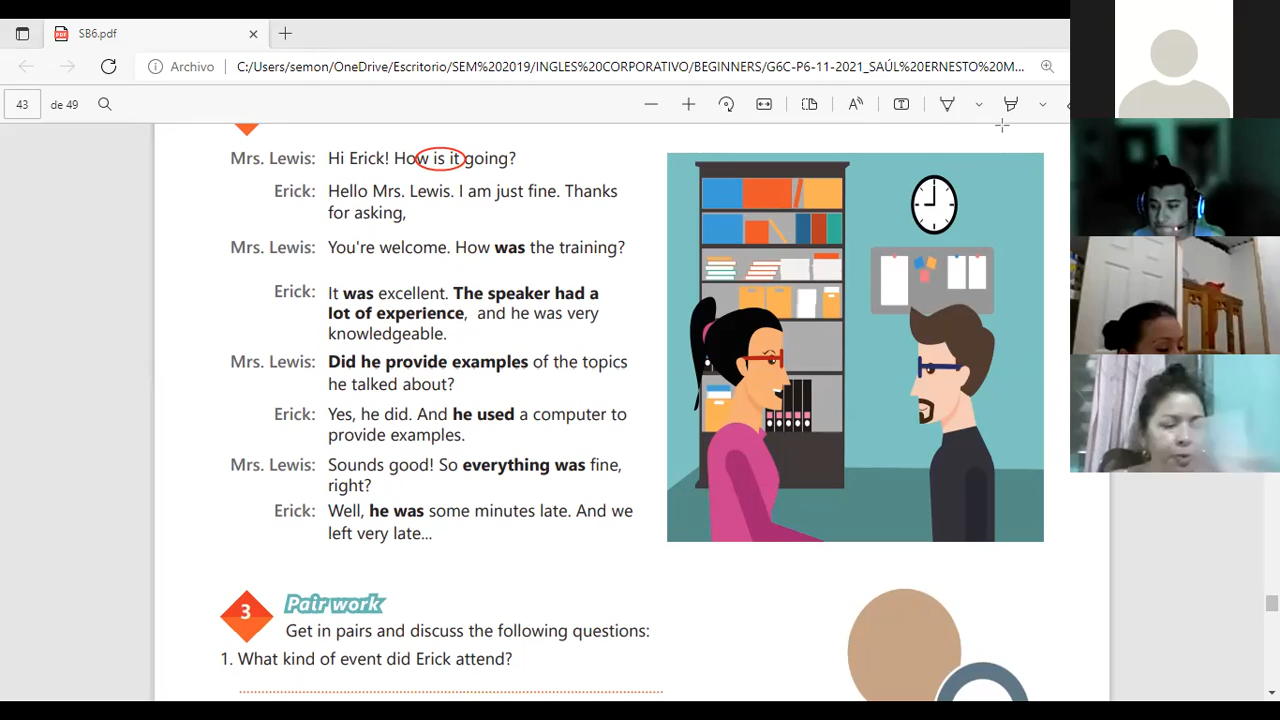 SB6.pdf
Archivo
C:/Users/semon/OneDrive/Escritorio/SEM%202019/INGLES%20CORPORATIVO/BEGINNERS/G6C-P6-11-2021_SAÚL%20ERNESTO%20M...
43
de 49
Mrs. Lewis: Hi Erick! How is it going?
Erick: Hello Mrs. Lewis. I am just fine. Thanks
for asking,
Mrs. Lewis: You're welcome. How was the training?
Erick: It was excellent. The speaker had a
lot of experience, and he was very
knowledgeable.
Mrs. Lewis: Did he provide examples of the topics
he talked about?
Erick: Yes, he did. And he used a computer to
provide examples.
Mrs. Lewis: Sounds good! So everything was fine,
right?
Erick: Well, he was some minutes late. And we
left very late...
3 Pair work
Get in pairs and discuss the following questions:
1. What kind of event did Erick attend?